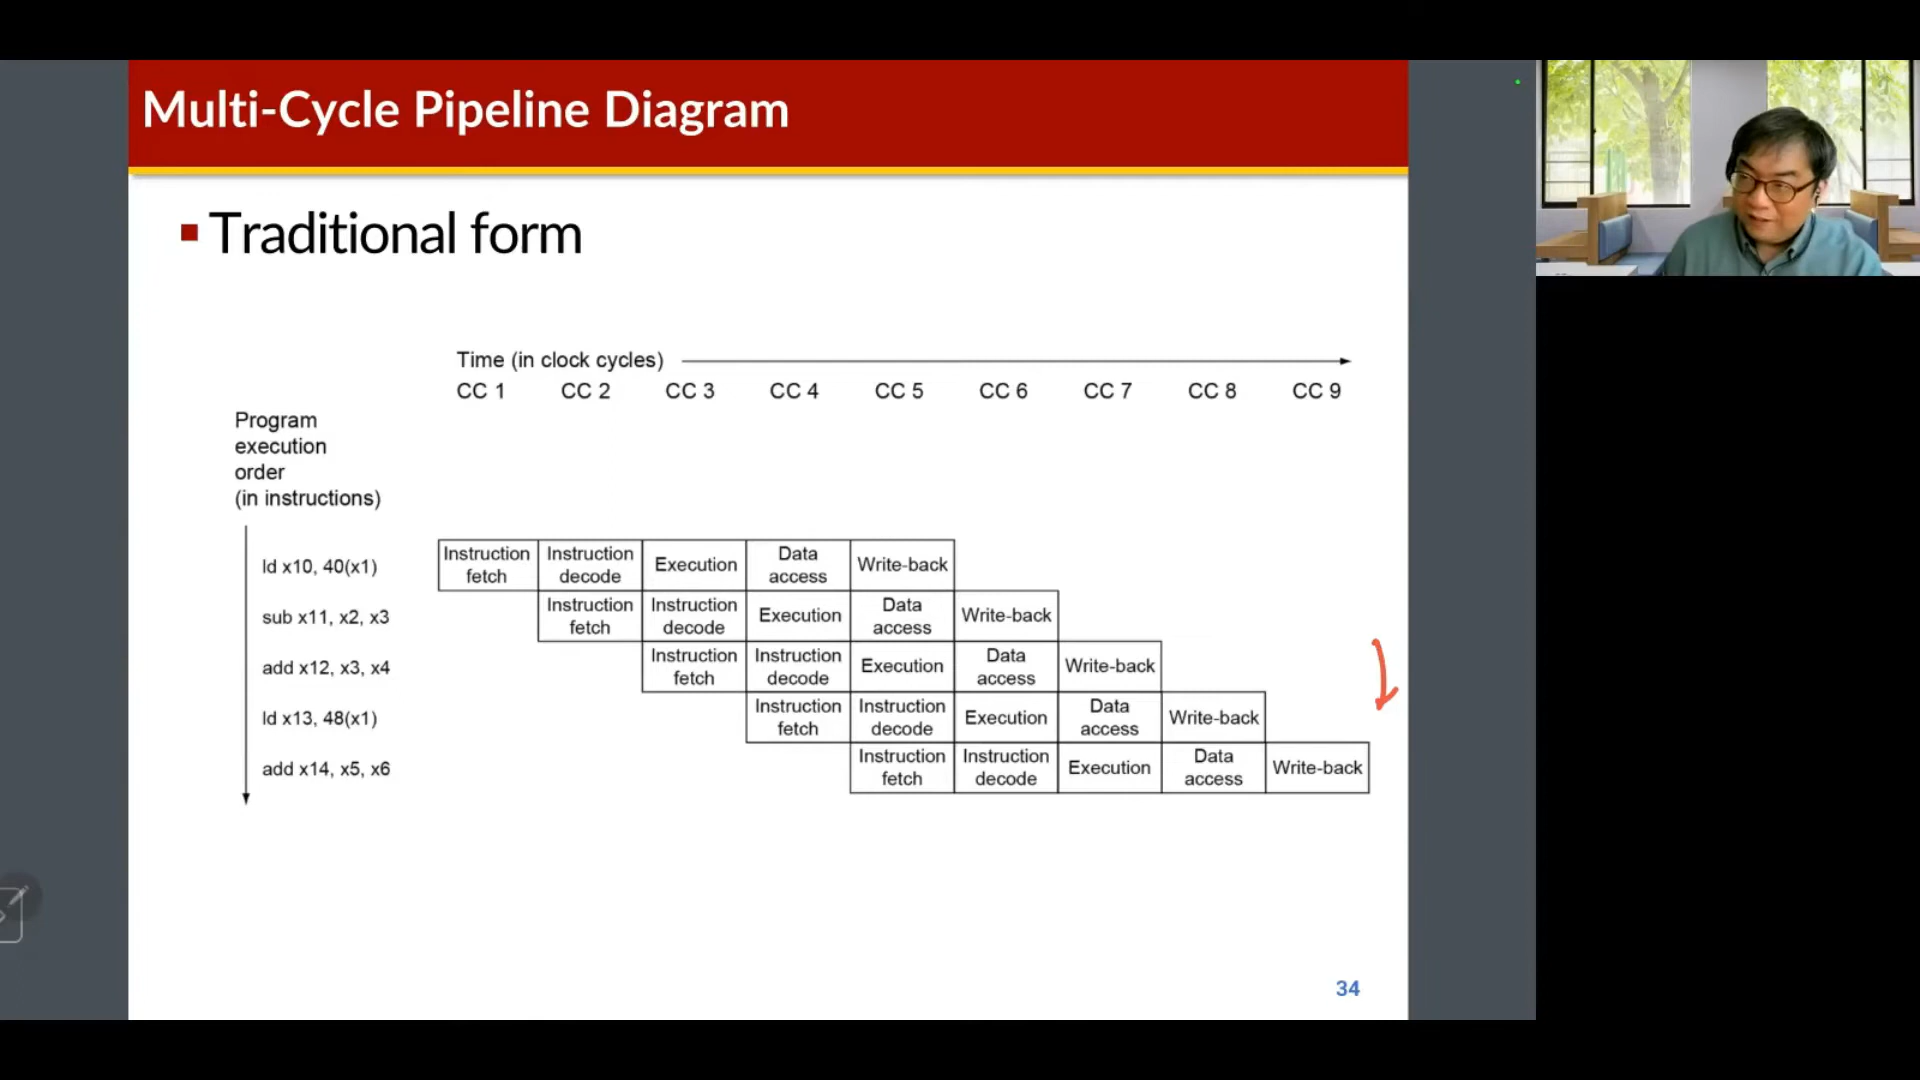 Multi-Cycle Pipeline Diagram
Traditional form
Time (in clock cycles)
CC 1 CC 2 CC 3 CC 4 CC 5 CC 6 CC 7 CC 8 CC 9
Program
execution
order
(in instructions)
ld x10, 40(x1)
Instruction
fetch
Instruction
decode
Execution
Data
access
Write-back
sub x11, x2, x3
Instruction
fetch
Instruction
decode
Execution
Data
access
Write-back
add x12, x3, x4
Instruction
fetch
Instruction
decode
Execution
Data
access
Write-back
ld x13, 48(x1)
Instruction
fetch
Instruction
decode
Execution
Data
access
Write-back
add x14, x5, x6
Instruction
fetch
Instruction
decode
Execution
Data
access
Write-back
34